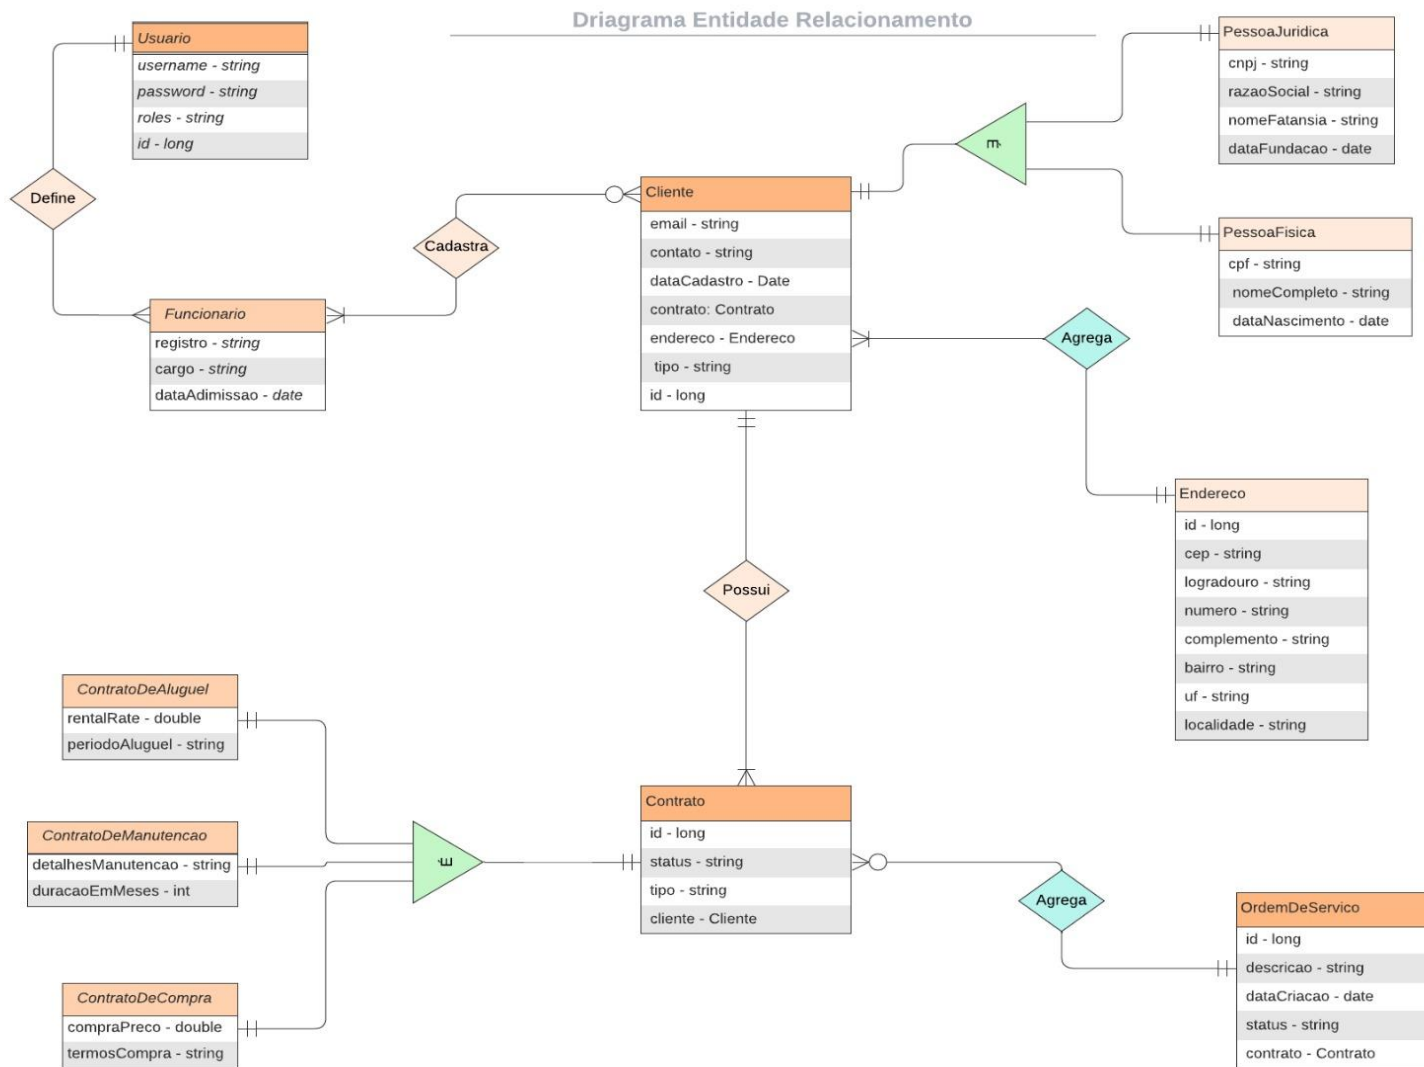 Driagrama Entidade Relacionamento
Usuario
username - string
password - string
roles - string
id - long
Define
Funcionario
registro - string
cargo - string
dataAdimissao - date
Cadastra
Cliente
email - string
contato - string
dataCadastro - Date
contrato: Contrato
endereco - Endereco
tipo - string
id - long
É
PessoaJuridica
cnpj - string
razaoSocial - string
nomeFatansia - string
dataFundacao - date
PessoaFisica
cpf - string
nomeCompleto - string
dataNascimento - date
Agrega
Endereco
id - long
cep - string
logradouro - string
numero - string
complemento - string
bairro - string
uf - string
localidade - string
Possui
ContratoDeAluguel
rentalRate - double
periodoAluguel - string
ContratoDeManutencao
detalhesManutencao - string
duracaoEmMeses - int
ContratoDeCompra
compraPreco - double
termosCompra - string
É
Contrato
id - long
status - string
tipo - string
cliente - Cliente
Agrega
OrdemDeServico
id - long
descricao - string
dataCriacao - date
status - string
contrato - Contrato